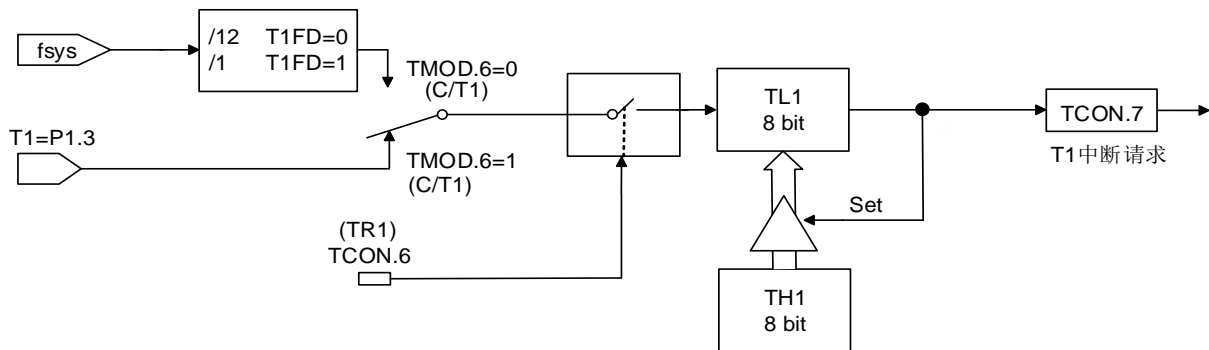 fsys
/12 T1FD=0
/1 T1FD=1
TMOD.6=0
(C/T1)
T1=P1.3
TMOD.6=1
(C/T1)
(TR1)
TCON.6
TL1
8 bit
Set
TH1
8 bit
TCON.7
T1中断请求